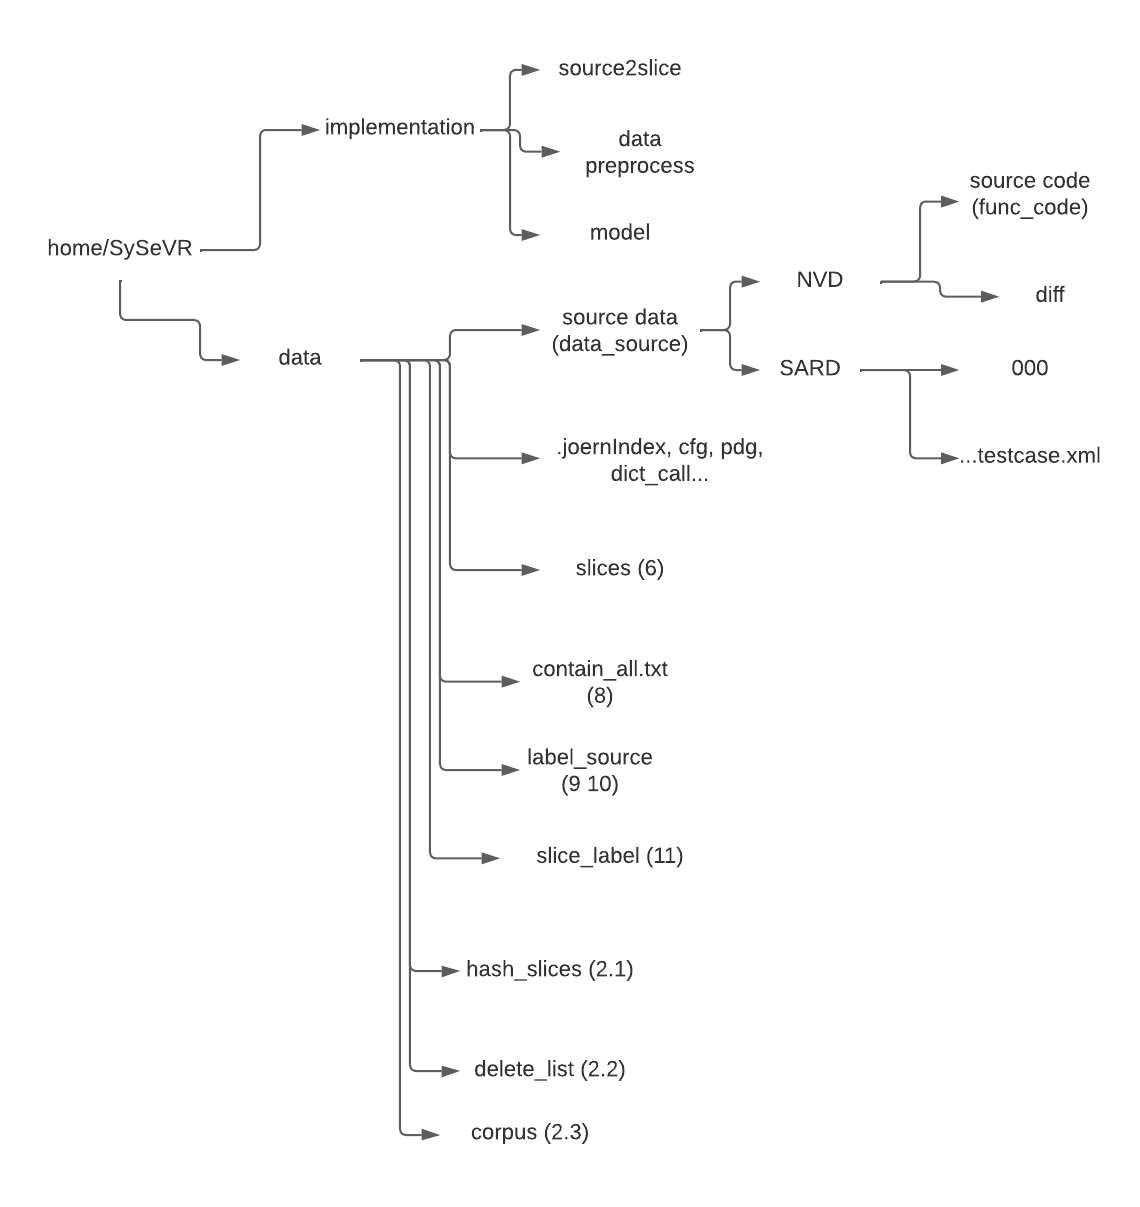 source2slice
implementation
data
preprocess
source code
(func_code)
model
home/SySeVR
NVD
diff
source data
(data_source)
data
SARD
000
.joernIndex, cfg, pdg,
dict_call...
...testcase.xml
slices (6)
contain_all.txt
(8)
label_source
(9 10)
slice_label (11)
hash_slices (2.1)
delete_list (2.2)
corpus (2.3)